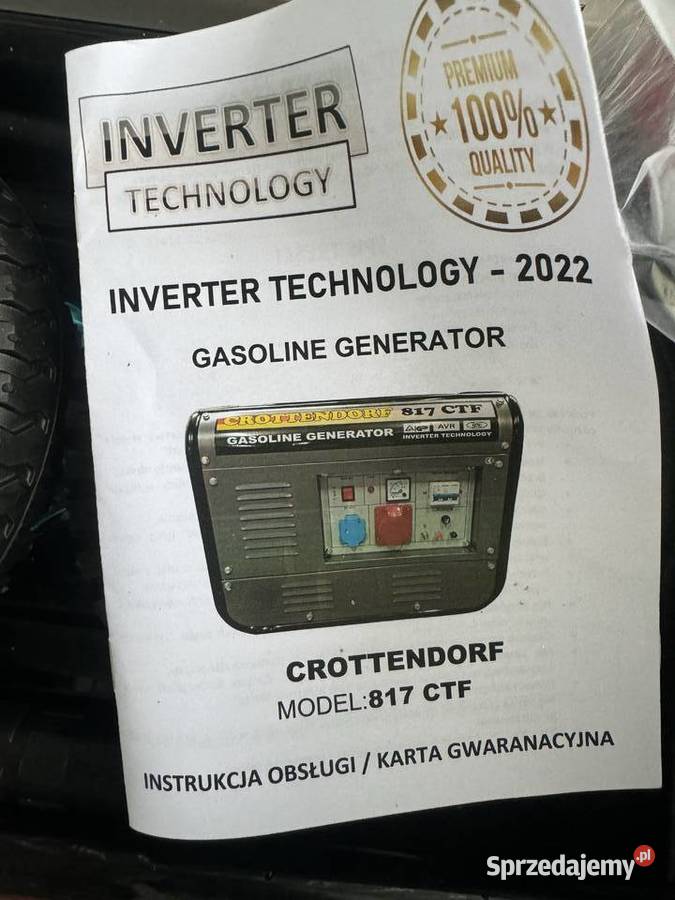 INVERTER
TECHNOLOGY
PREMIUM
100%
QUALITY
INVERTER TECHNOLOGY - 2022
GASOLINE GENERATOR
CROTTENDORF 817 CTF
GASOLINE GENERATOR
AVR
INVERTER TECHNOLOGY
CROTTENDORF
MODEL:817 CTF
INSTRUKCJA OBSŁUGI / KARTA GWARANACYJNA
Sprzedajemy.pl